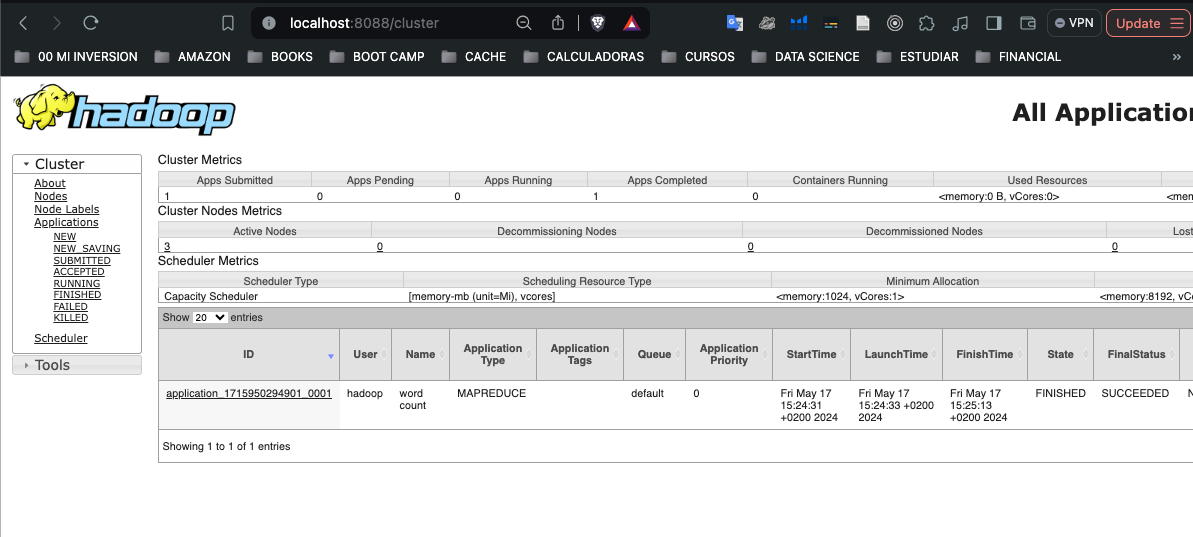 localhost:8088/cluster
VPN
Update
00 MI INVERSION
AMAZON
BOOKS
BOOT CAMP
CACHE
CALCULADORAS
CURSOS
DATA SCIENCE
ESTUDIAR
FINANCIAL
»
hadoop
All Application
Cluster
About
Nodes
Node Labels
Applications
NEW
NEW_SAVING
SUBMITTED
ACCEPTED
RUNNING
FINISHED
FAILED
KILLED
Scheduler
Tools
Cluster Metrics
Apps Submitted Apps Pending Apps Running Apps Completed Containers Running Used Resources
1 0 0 1 0 <memory:0 B, vCores:0> <mem
Cluster Nodes Metrics
Active Nodes Decommissioning Nodes Decommissioned Nodes Lost
3 0 0 0
Scheduler Metrics
Scheduler Type Scheduling Resource Type Minimum Allocation
Capacity Scheduler [memory-mb (unit=Mi), vcores] <memory:1024, vCores:1> <memory:8192, vC
Show 20 entries
ID
User
Name
Application
Type
Application
Tags
Queue
Application
Priority
StartTime
LaunchTime
FinishTime
State
FinalStatus
application_1715950294901_0001
hadoop
word
count
MAPREDUCE
default
0
Fri May 17
15:24:31
+0200 2024
Fri May 17
15:24:33 +0200
2024
Fri May 17
15:25:13
+0200 2024
FINISHED
SUCCEEDED
N
Showing 1 to 1 of 1 entries